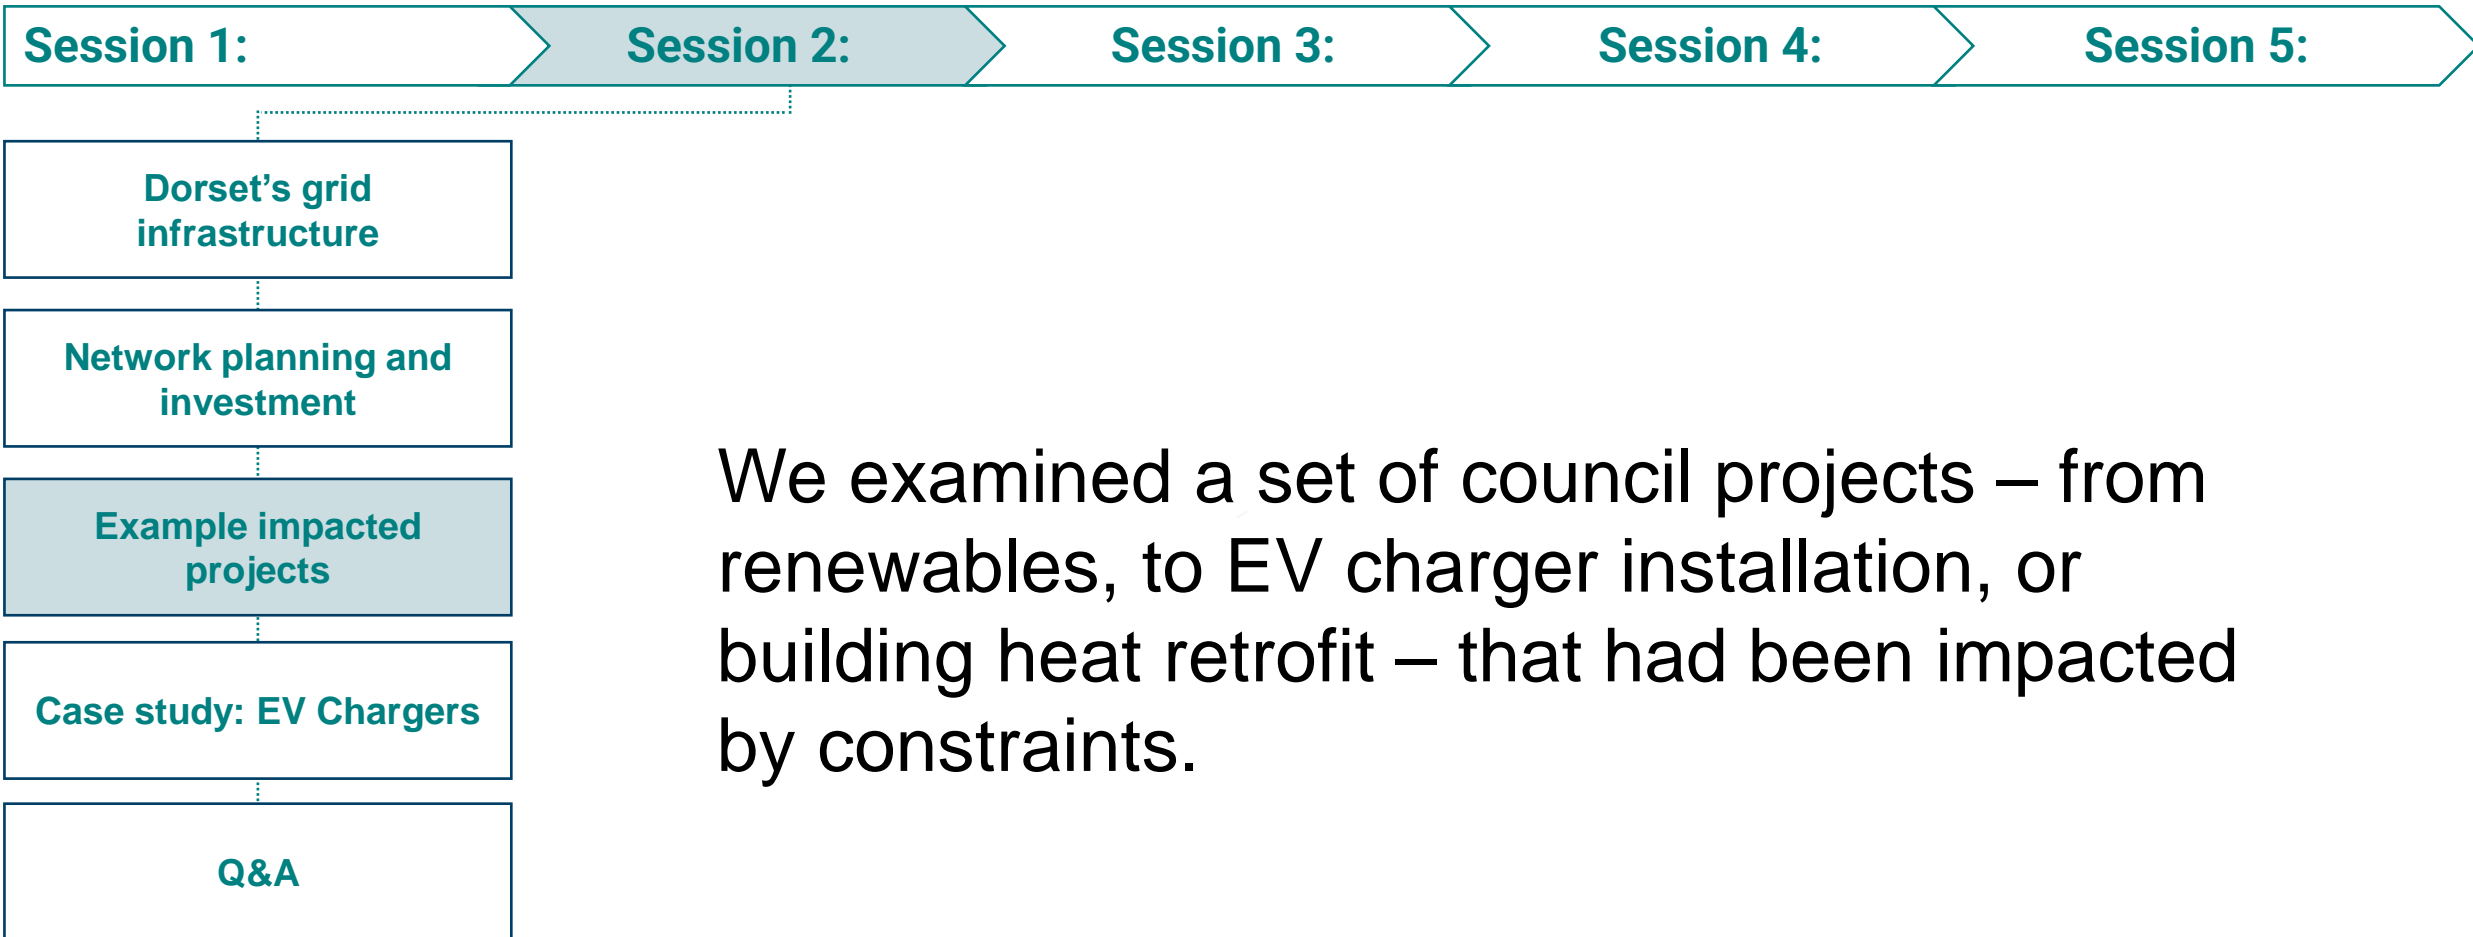 Session 1:
Session 2:
Session 3:
Session 4:
Session 5:
Dorset’s grid
infrastructure
Network planning and
investment
Example impacted
projects
Case study: EV Chargers
Q&A
We examined a set of council projects – from
renewables, to EV charger installation, or
building heat retrofit – that had been impacted
by constraints.